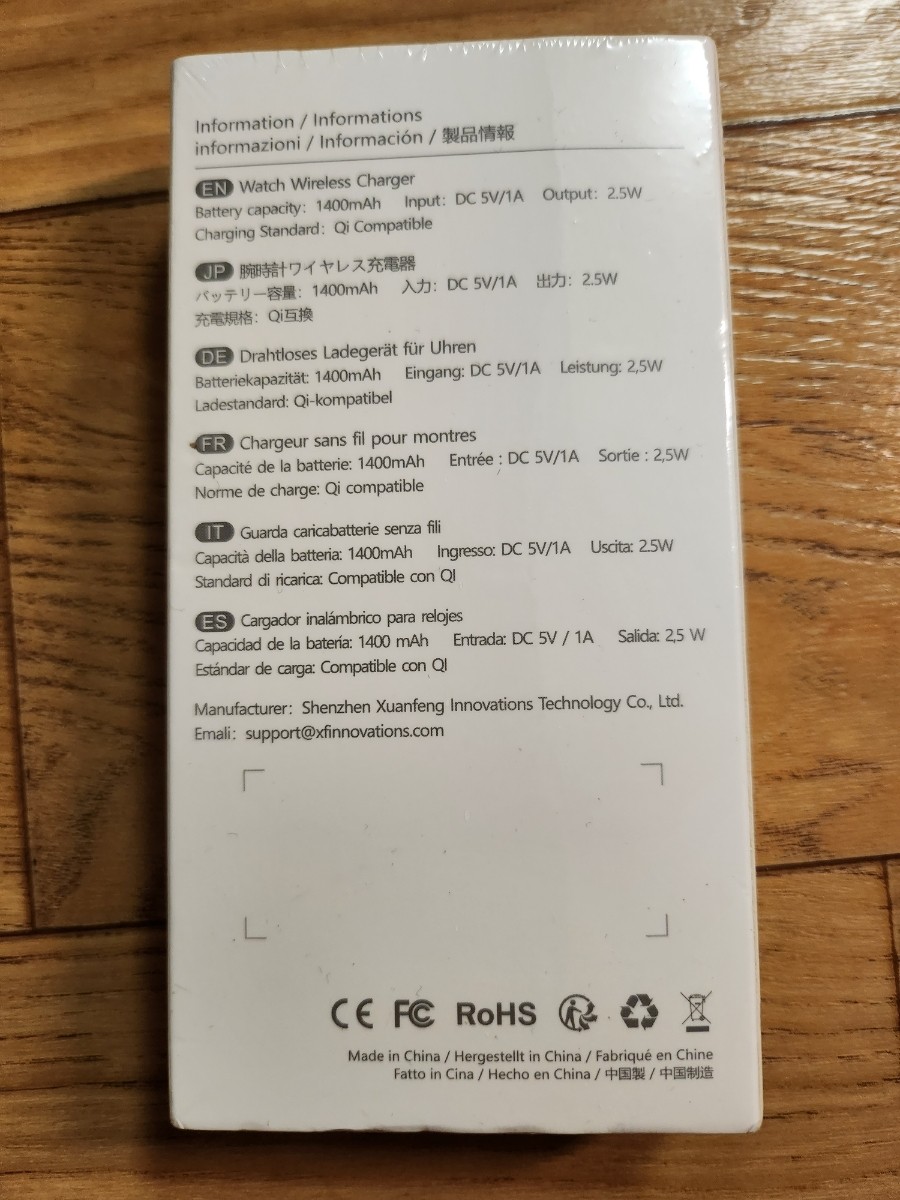 Information / Informations
informazioni / Información / 製品情報
EN Watch Wireless Charger
Battery capacity: 1400mAh Input: DC 5V/1A Output: 2.5W
Charging Standard: Qi Compatible
JP 腕時計ワイヤレス充電器
バッテリー容量: 1400mAh 入力: DC 5V/1A 出力: 2.5W
充電規格: Qi互換
DE Drahtloses Ladegerät für Uhren
Batteriekapazität: 1400mAh Eingang: DC 5V/1A Leistung: 2,5W
Ladestandard: Qi-kompatibel
FR Chargeur sans fil pour montres
Capacité de la batterie: 1400mAh Entrée : DC 5V/1A Sortie : 2,5W
Norme de charge: Qi compatible
IT Guarda caricabatterie senza fili
Capacità della batteria: 1400mAh Ingresso: DC 5V/1A Uscita: 2.5W
Standard di ricarica: Compatible con QI
ES Cargador inalámbrico para relojes
Capacidad de la batería: 1400 mAh Entrada: DC 5V / 1A Salida: 2,5 W
Estándar de carga: Compatible con QI
Manufacturer: Shenzhen Xuanfeng Innovations Technology Co., Ltd.
Emali: support@xfinnovations.com
CE FC RoHS
Made in China / Hergestellt in China / Fabriqué en Chine
Fatto in Cina / Hecho en China / 中国製 / 中国制造